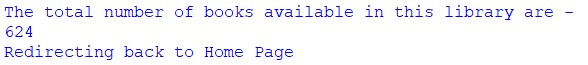 The total number of books available in this library are -
624
Redirecting back to Home Page